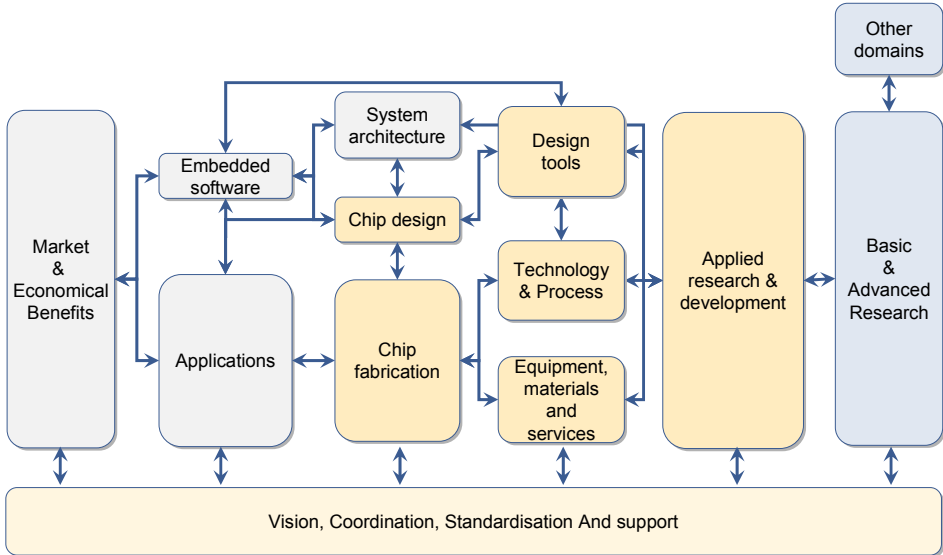 Other
domains
System
architecture
Design
tools
Embedded
software
Chip design
Market
&
Economical
Benefits
Technology
& Process
Applied
research &
development
Basic
&
Advanced
Research
Applications
Chip
fabrication
Equipment,
materials
and
services
Vision, Coordination, Standardisation And support